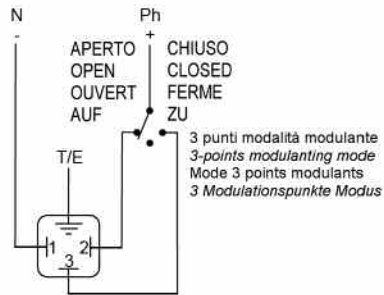 N
Ph
-
+
APERTO
CHIUSO
OPEN
CLOSED
OUVERT
FERME
AUF
ZU
3 punti modalità modulante
3-points modulanting mode
Mode 3 points modulants
3 Modulationspunkte Modus
T/E
1
2
3